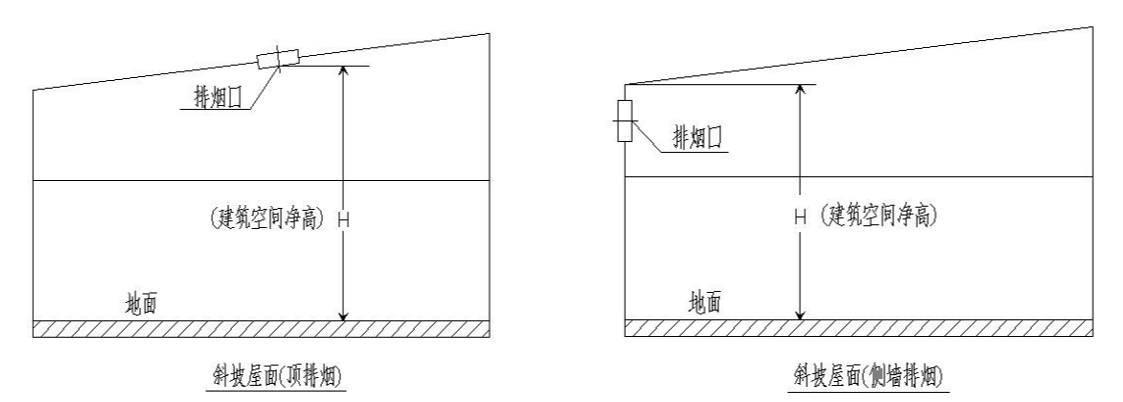 排烟口
(建筑空间净高) H
地面
斜坡屋面(顶排烟)
排烟口
H (建筑空间净高)
地面
斜坡屋面(侧墙排烟)